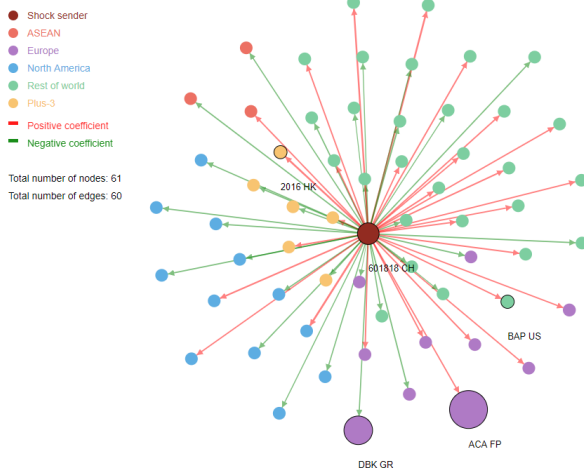 Shock sender
ASEAN
Europe
North America
Rest of world
Plus-3
Positive coefficient
Negative coefficient
Total number of nodes: 61
Total number of edges: 60
2016 HK
601818 CH
BAP US
ACA FP
DBK GR